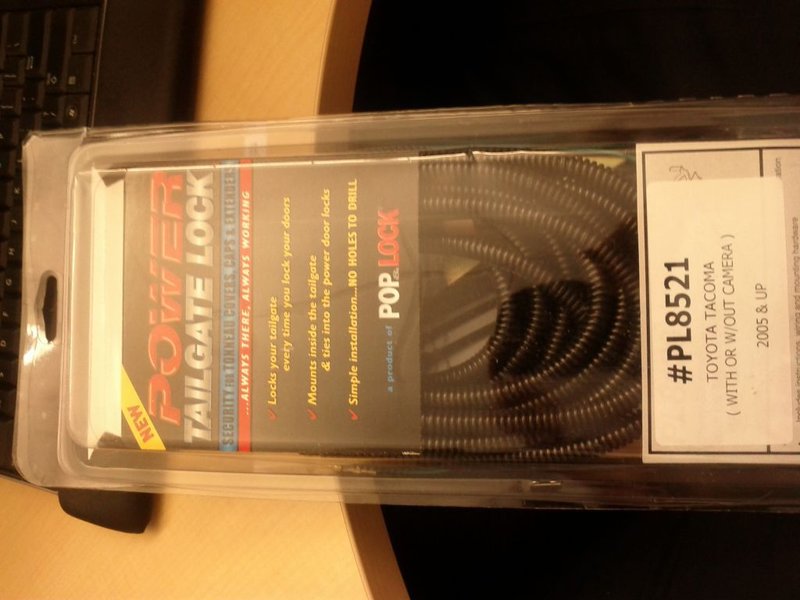 NEW
POWER
TAILGATE LOCK
SECURITY FOR TONNEAU COVERS, CAPS & EXTENDERS
...ALWAYS THERE, ALWAYS WORKING
✓ Locks your tailgate
every time you lock your doors
✓ Mounts inside the tailgate
& ties into the power door locks
✓ Simple installation...NO HOLES TO DRILL
a product of POP & LOCK
#PL8521
TOYOTA TACOMA
( WITH OR W/OUT CAMERA )
2005 & UP